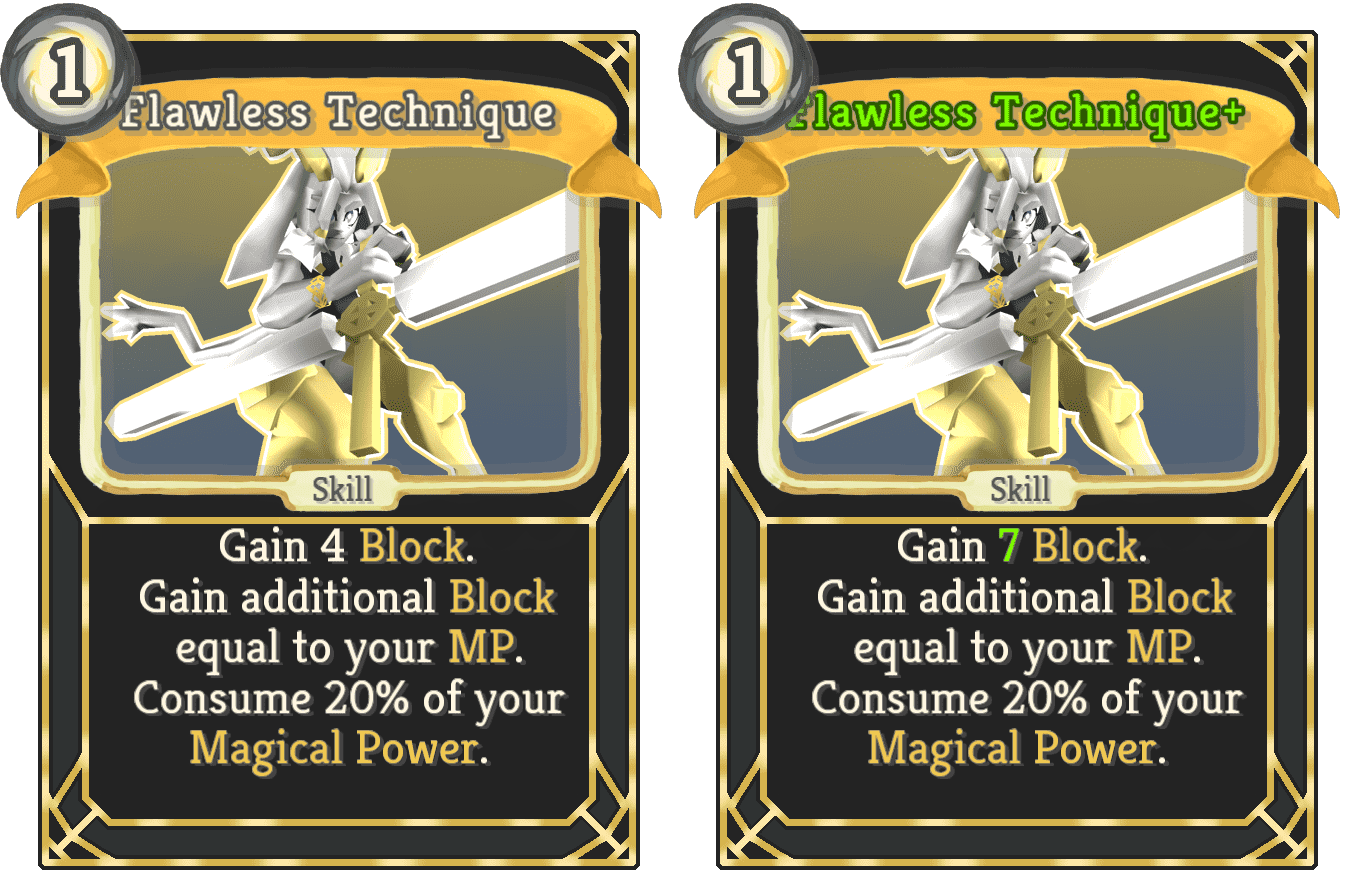 1
Flawless Technique
Skill
Gain 4 Block.
Gain additional Block
equal to your MP.
Consume 20% of your
Magical Power.
1
Flawless Technique+
Skill
Gain 7 Block.
Gain additional Block
equal to your MP.
Consume 20% of your
Magical Power.